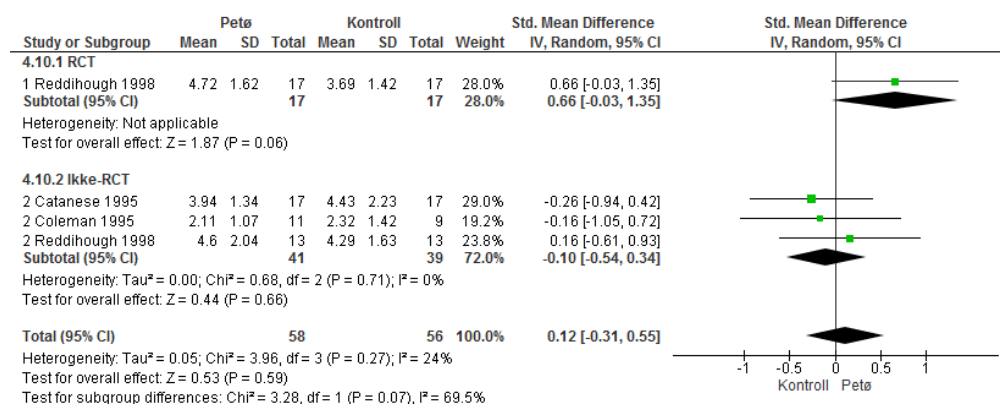 Petø Kontroll Std. Mean Difference Std. Mean Difference
Study or Subgroup Mean SD Total Mean SD Total Weight IV, Random, 95% CI IV, Random, 95% CI
4.10.1 RCT
1 Reddihough 1998 4.72 1.62 17 3.69 1.42 17 28.0% 0.66 [-0.03, 1.35]
Subtotal (95% CI) 17 17 28.0% 0.66 [-0.03, 1.35]
Heterogeneity: Not applicable
Test for overall effect: Z = 1.87 (P = 0.06)
4.10.2 Ikke-RCT
2 Catanese 1995 3.94 1.34 17 4.43 2.23 17 29.0% -0.26 [-0.94, 0.42]
2 Coleman 1995 2.11 1.07 11 2.32 1.42 9 19.2% -0.16 [-1.05, 0.72]
2 Reddihough 1998 4.6 2.04 13 4.29 1.63 13 23.8% 0.16 [-0.61, 0.93]
Subtotal (95% CI) 41 39 72.0% -0.10 [-0.54, 0.34]
Heterogeneity: Tau² = 0.00; Chi² = 0.68, df = 2 (P = 0.71); I² = 0%
Test for overall effect: Z = 0.44 (P = 0.66)
Total (95% CI) 58 56 100.0% 0.12 [-0.31, 0.55]
Heterogeneity: Tau² = 0.05; Chi² = 3.96, df = 3 (P = 0.27); I² = 24%
Test for overall effect: Z = 0.53 (P = 0.59)
Test for subgroup differences: Chi² = 3.28, df = 1 (P = 0.07), I² = 69.5%
-1 -0.5 0 0.5 1
Kontroll Petø